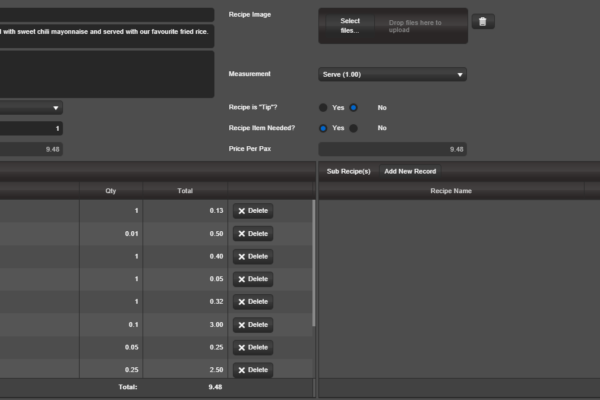 Recipe Image
Select files...
Drop files here to upload
with sweet chili mayonnaise and served with our favourite fried rice.
Measurement
Serve (1.00)
Recipe is "Tip"?
Yes
No
1
Recipe Item Needed?
Yes
No
9.48
Price Per Pax
9.48
Sub Recipe(s)
Add New Record
Qty
Total
Recipe Name
1 0.13 Delete
0.01 0.50 Delete
1 0.40 Delete
1 0.05 Delete
1 0.32 Delete
0.1 3.00 Delete
0.05 0.25 Delete
0.25 2.50 Delete
Total: 9.48